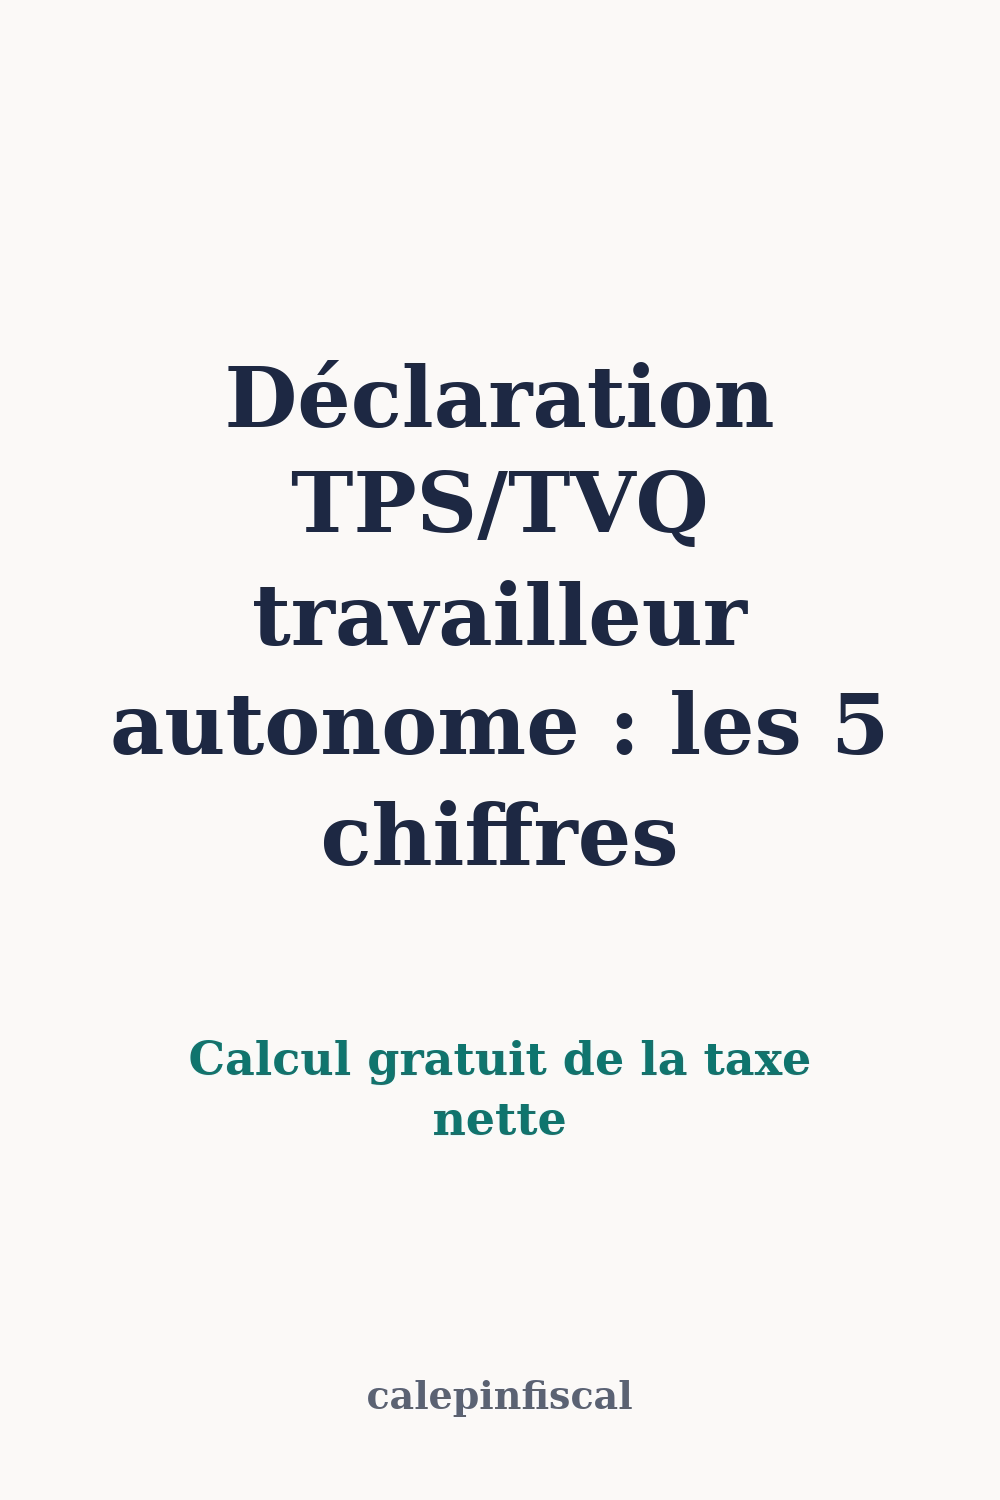 Déclaration
TPS/TVQ
travailleur
autonome : les 5
chiffres
Calcul gratuit de la taxe
nette
calepinfiscal